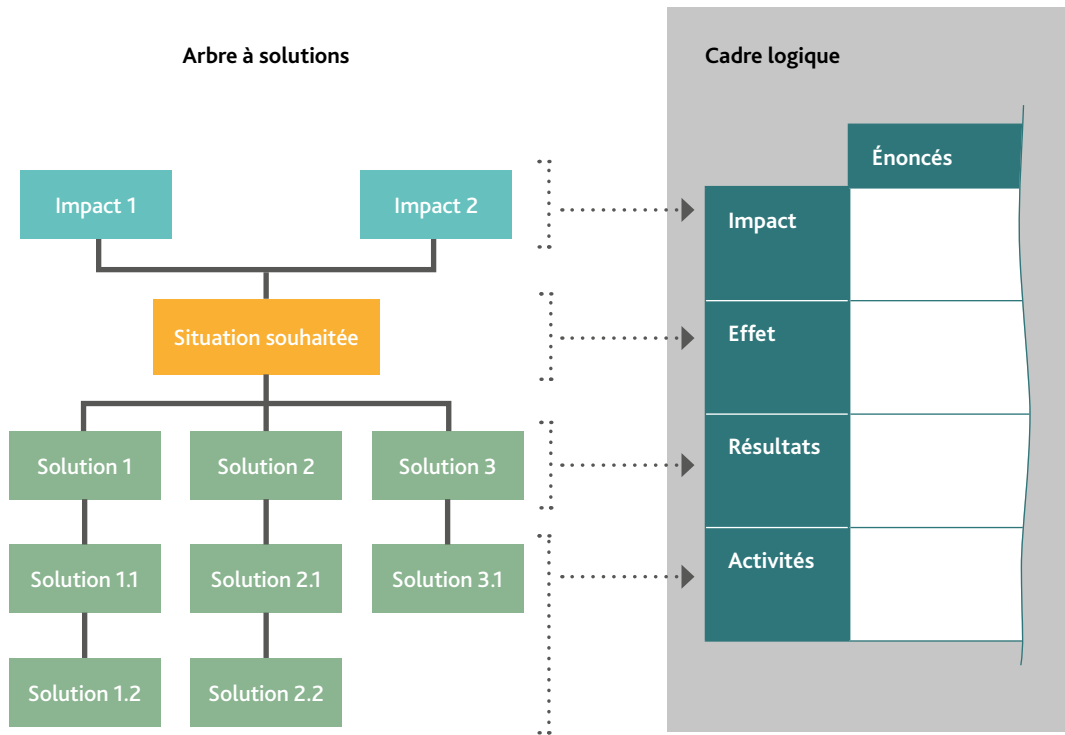 Arbre à solutions
Impact 1
Impact 2
Situation souhaitée
Solution 1
Solution 2
Solution 3
Solution 1.1
Solution 2.1
Solution 3.1
Solution 1.2
Solution 2.2
Cadre logique
Énoncés
Impact
Effet
Résultats
Activités